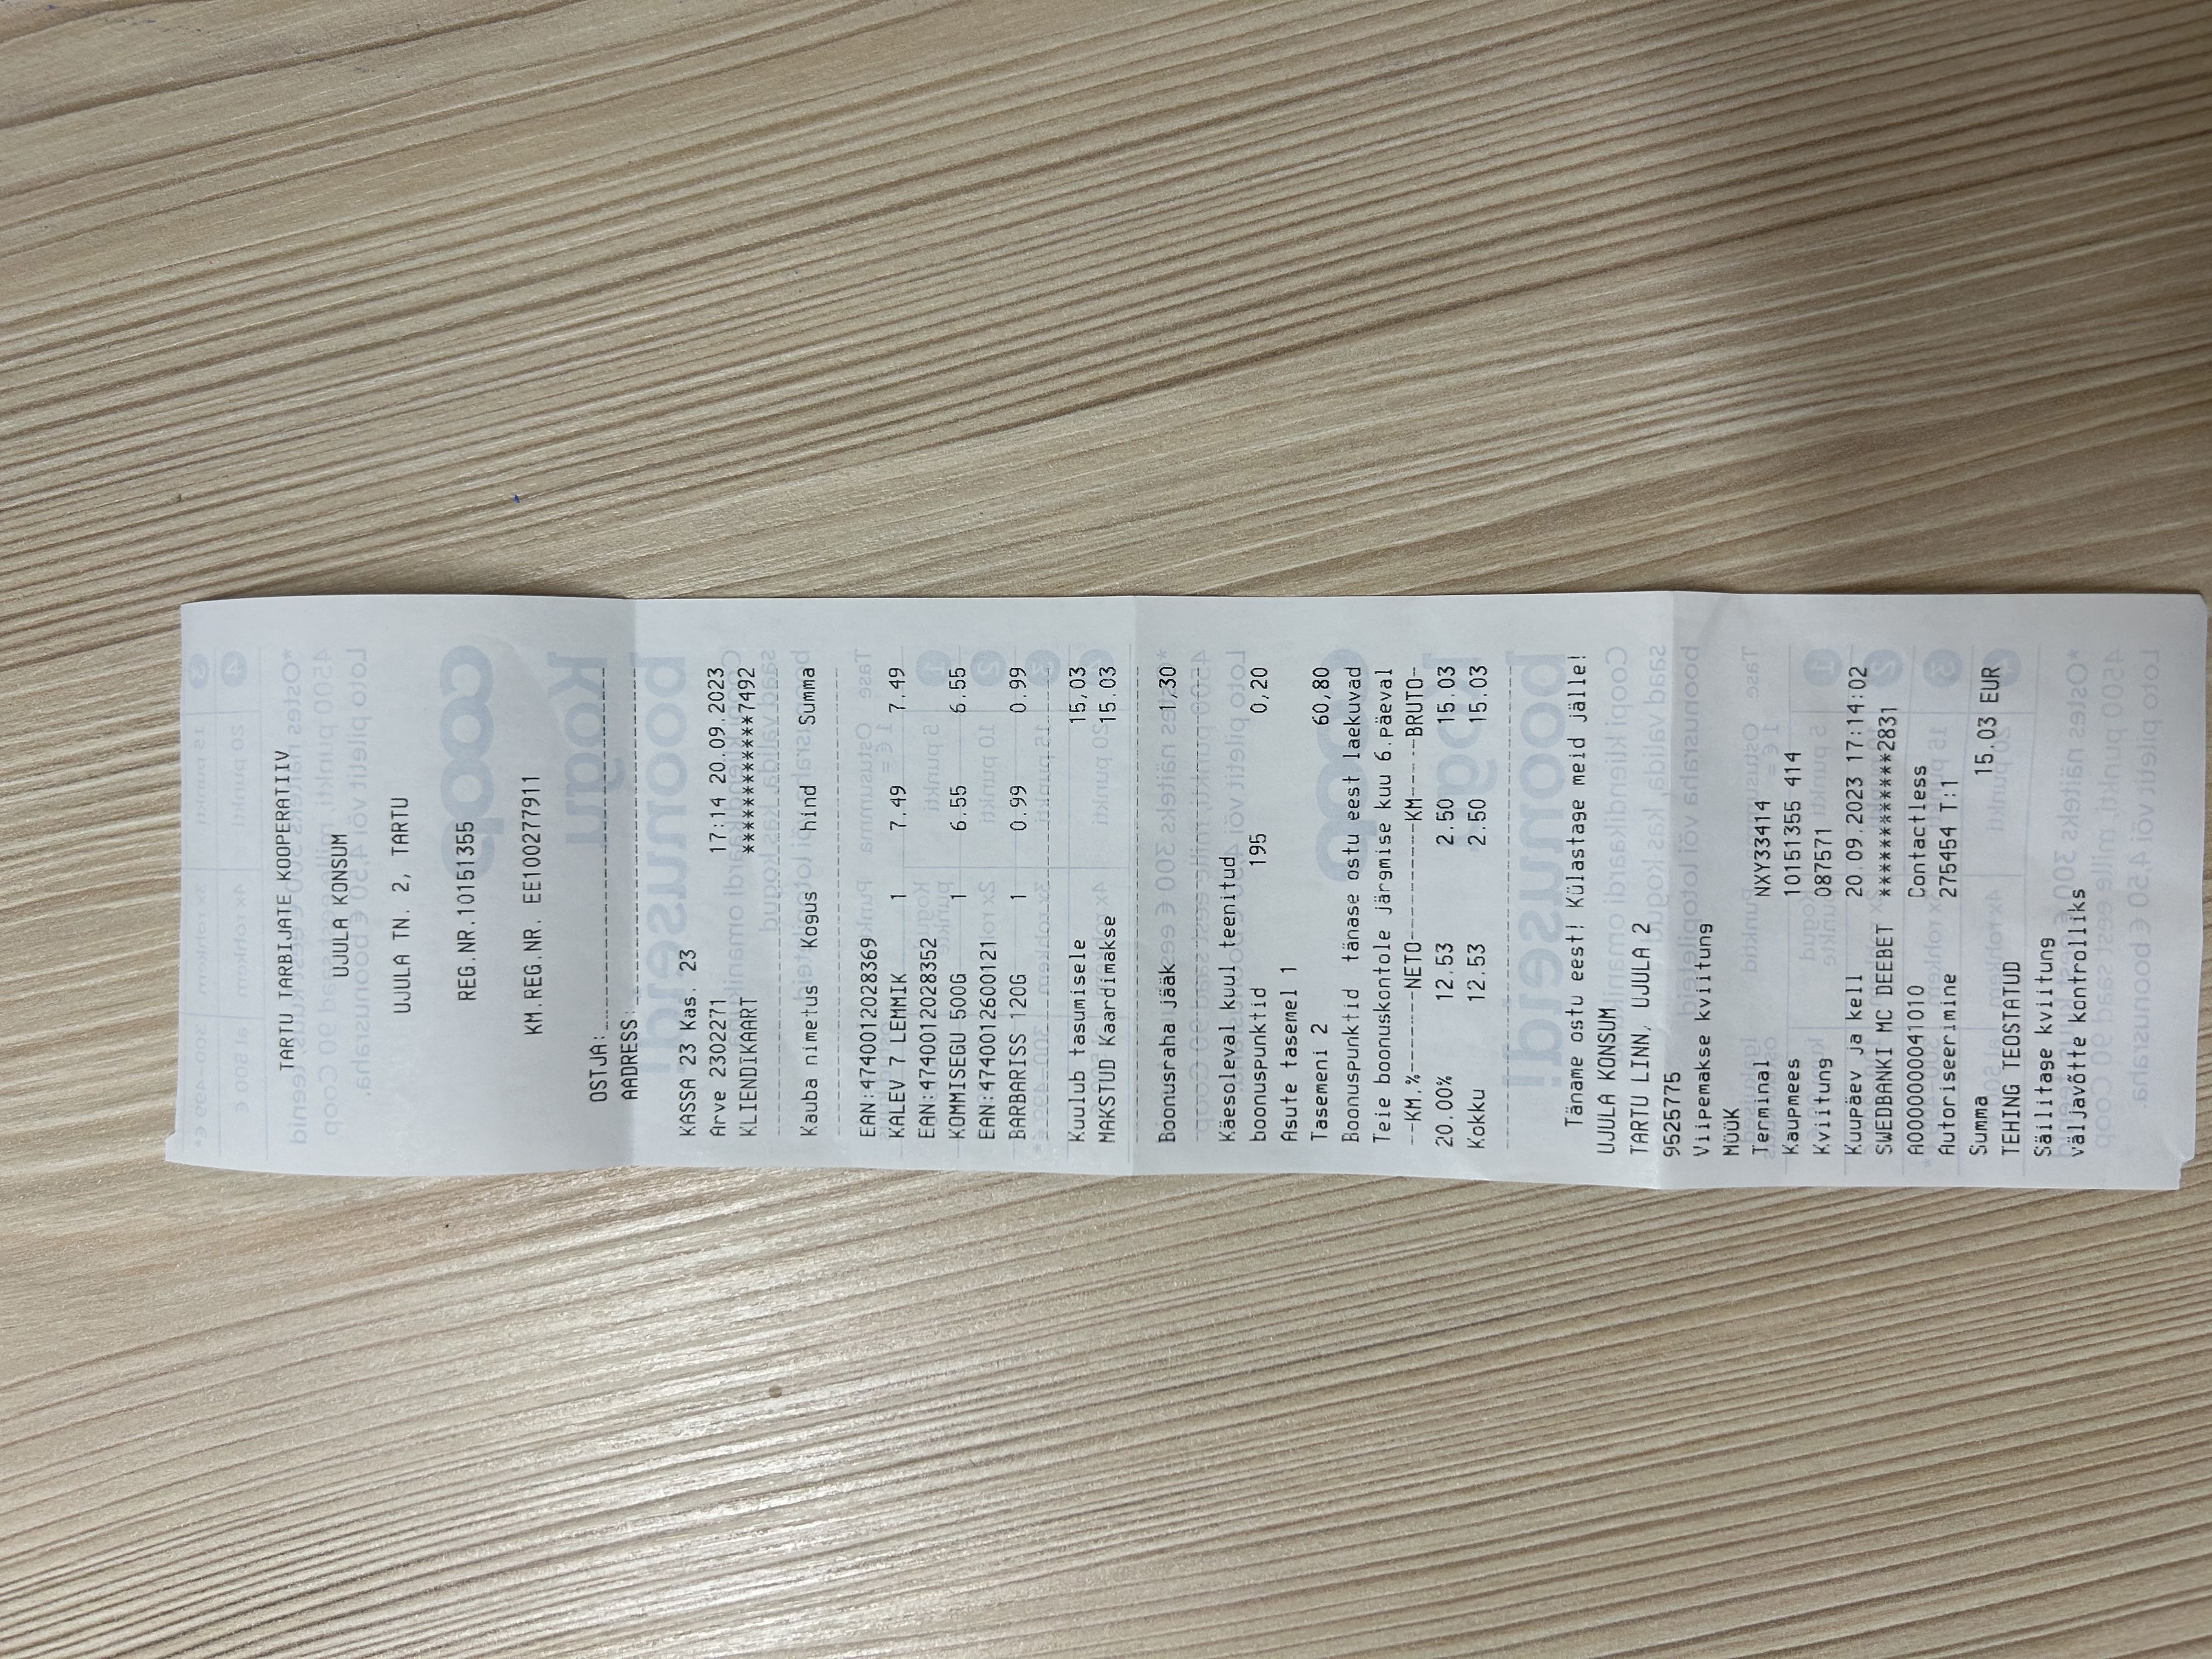 TARTU TARBIJATE KOOPERATIIV
UJULA KONSUM
UJULA TN. 2, TARTU
REG.NR.10151355
KM.REG.NR. EE100277911
OSTJA:
AADRESS:
KASSA 23 Kas. 23
Arve 2302271 17:14 20.09.2023
KLIENDIKAART ************7492
Kauba nimetus Kogus hind Summa
EAN:4740012028369
KALEV 7 LEMMIK 1 7.49 7.49
EAN:4740012028352
KOMMISEGU 500G 1 6.55 6.55
EAN:4740012600121
BARBARISS 120G 1 0.99 0.99
Kuulub tasumisele 15,03
MAKSTUD Kaardimakse 15.03
Boonusraha jääk 1,30
Käesoleval kuul teenitud
boonuspunktid 195 0,20
Asute tasemel 1
Tasemeni 2 60,80
Boonuspunktid tänase ostu eest laekuvad
Teie boonuskontole järgmise kuu 6.päeval
--KM.%-------NETO----------KM-----BRUTO-
20.00% 12.53 2.50 15.03
Kokku 12.53 2.50 15.03
Täname ostu eest! Külastage meid jälle!
UJULA KONSUM
TARTU LINN, UJULA 2
9525775
Viipemakse kviitung
MüüK
Terminal NXY33414
Kaupmees 10151355 414
Kviitung 087571
Kuupäev ja kell 20.09.2023 17:14:02
SWEDBANKI MC DEEBET ************2831
A0000000041010 Contactless
Autoriseerimine 275454 T:1
Summa 15.03 EUR
TEHING TEOSTATUD
Säilitage kviitung
väljavõtte kontrolliks